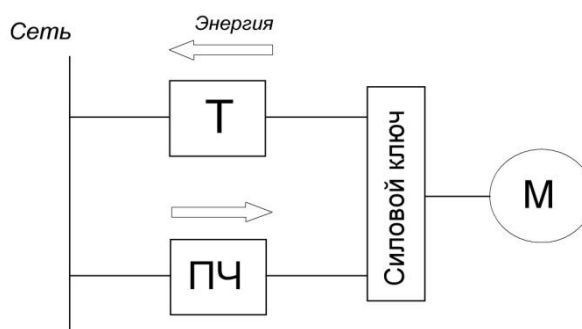 Энергия
Сеть
Т
Силовой ключ
М
ПЧ